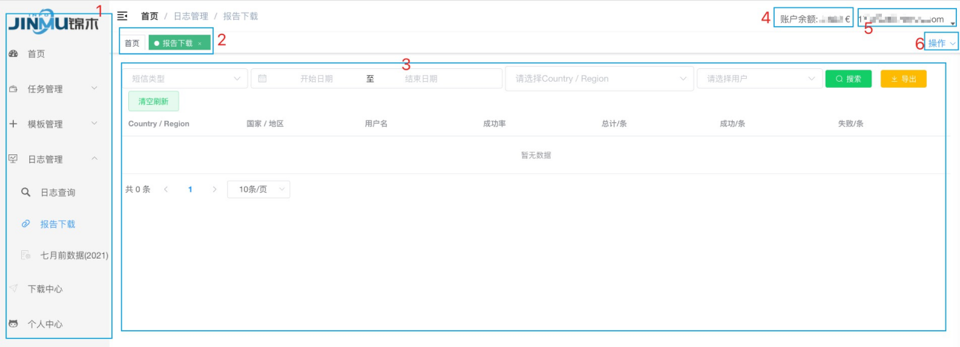 1
JINMU锦木
首页 / 日志管理 / 报告下载
4 账户余额: €
5 om
首页 报告下载 × 2
6 操作
首页
任务管理
模板管理
日志管理
日志查询
报告下载
七月前数据(2021)
下载中心
个人中心
3
短信类型 开始日期 至 结束日期 请选择Country / Region 请选择用户 搜索 导出
清空刷新
Country / Region 国家 / 地区 用户名 成功率 总计/条 成功/条 失败/条
暂无数据
共 0 条 1 10条/页